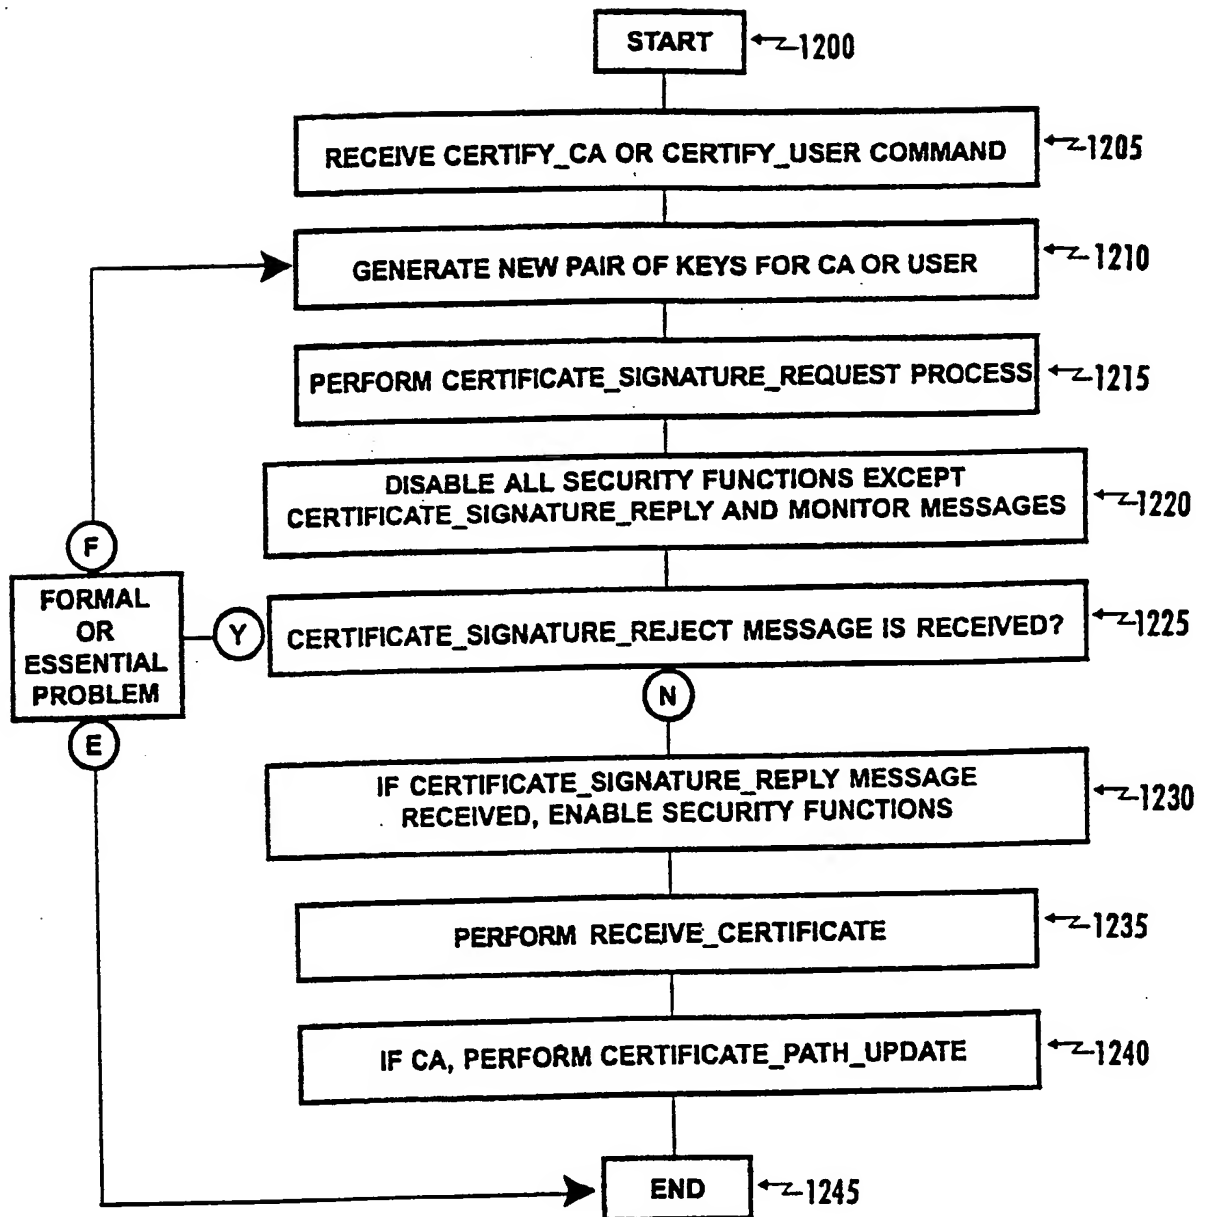 START
1200
RECEIVE CERTIFY_CA OR CERTIFY_USER COMMAND
1205
GENERATE NEW PAIR OF KEYS FOR CA OR USER
1210
PERFORM CERTIFICATE_SIGNATURE_REQUEST PROCESS
1215
DISABLE ALL SECURITY FUNCTIONS EXCEPT
CERTIFICATE_SIGNATURE_REPLY AND MONITOR MESSAGES
1220
F
FORMAL
OR
ESSENTIAL
PROBLEM
E
Y
CERTIFICATE_SIGNATURE_REJECT MESSAGE IS RECEIVED?
1225
N
IF CERTIFICATE_SIGNATURE_REPLY MESSAGE
RECEIVED, ENABLE SECURITY FUNCTIONS
1230
PERFORM RECEIVE_CERTIFICATE
1235
IF CA, PERFORM CERTIFICATE_PATH_UPDATE
1240
END
1245